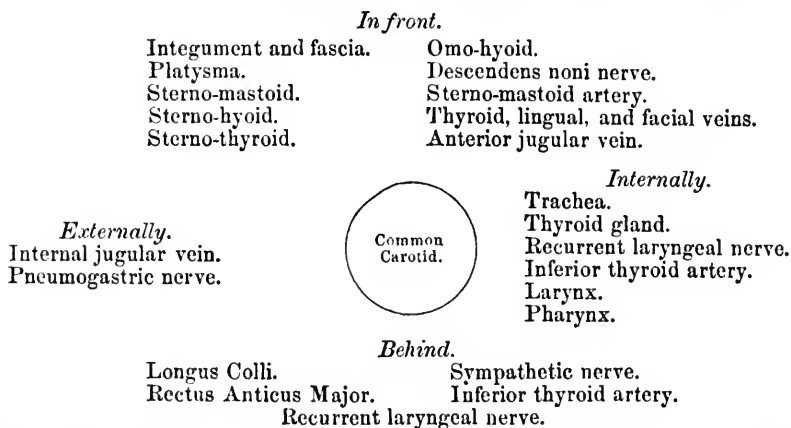 In front.
Integument and fascia. Omo-hyoid.
Platysma. Descendens noni nerve.
Sterno-mastoid. Sterno-mastoid artery.
Sterno-hyoid. Thyroid, lingual, and facial veins.
Sterno-thyroid. Anterior jugular vein.
Internally.
Trachea.
Thyroid gland.
Recurrent laryngeal nerve.
Inferior thyroid artery.
Larynx.
Pharynx.
Externally.
Internal jugular vein.
Pneumogastric nerve.
Common
Carotid.
Behind.
Longus Colli. Sympathetic nerve.
Rectus Anticus Major. Inferior thyroid artery.
Recurrent laryngeal nerve.